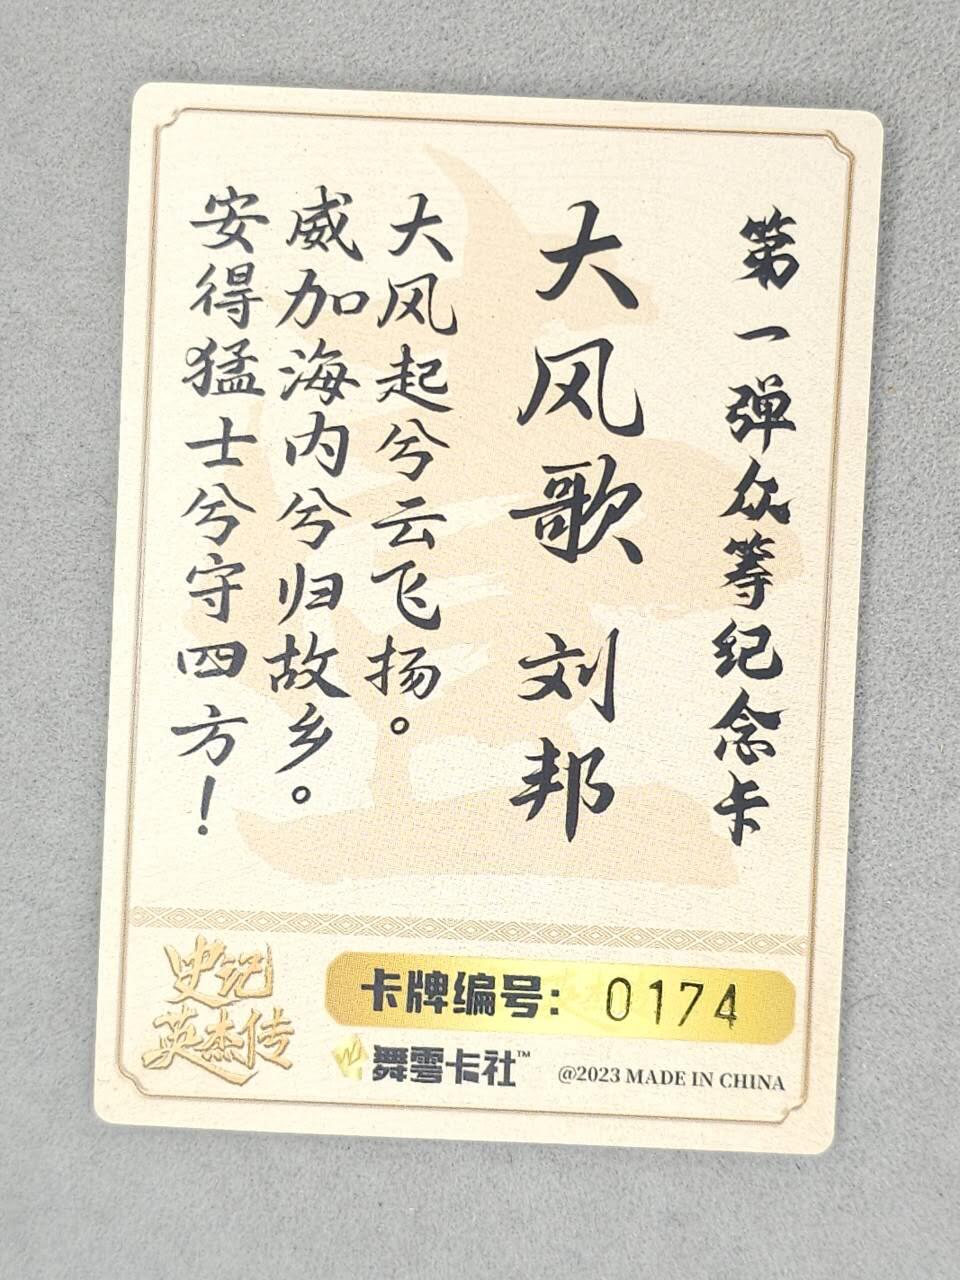 第一弹众等纪念卡
大风歌 刘邦
大风起兮云飞扬。
威加海内兮归故乡。
安得猛士兮守四方！
史记
英杰传
卡牌编号：0174
舞雲卡社™
@2023 MADE IN CHINA